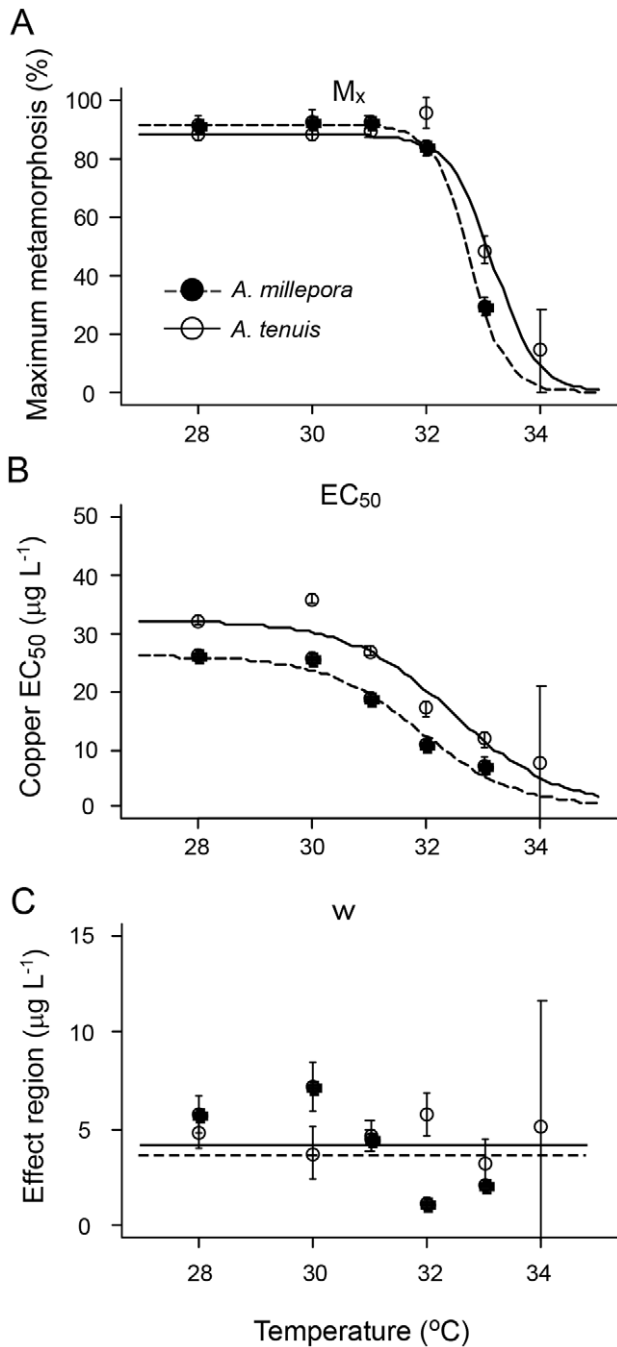 A
Mₓ
Maximum metamorphosis (%)
100
80
60
40
20
0
A. millepora
A. tenuis
28 30 32 34
B
EC₅₀
Copper EC₅₀ (µg L⁻¹)
50
40
30
20
10
0
28 30 32 34
C
w
Effect region (µg L⁻¹)
15
10
5
0
28 30 32 34
Temperature (ºC)